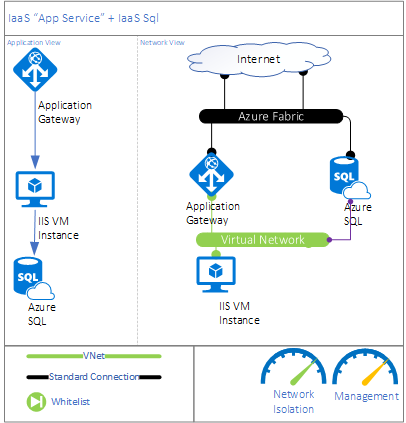 IaaS “App Service” + IaaS Sql
Application View
Network View
Application
Gateway
IIS VM
Instance
SQL
Azure
SQL
Internet
Azure Fabric
Application
Gateway
SQL
Azure
SQL
Virtual Network
IIS VM
Instance
VNet
Standard Connection
Whitelist
Network
Isolation
Management